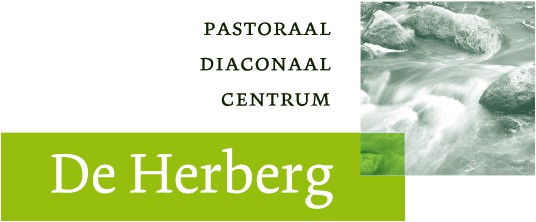 PASTORAAL
DIACONAAL
CENTRUM
De Herberg